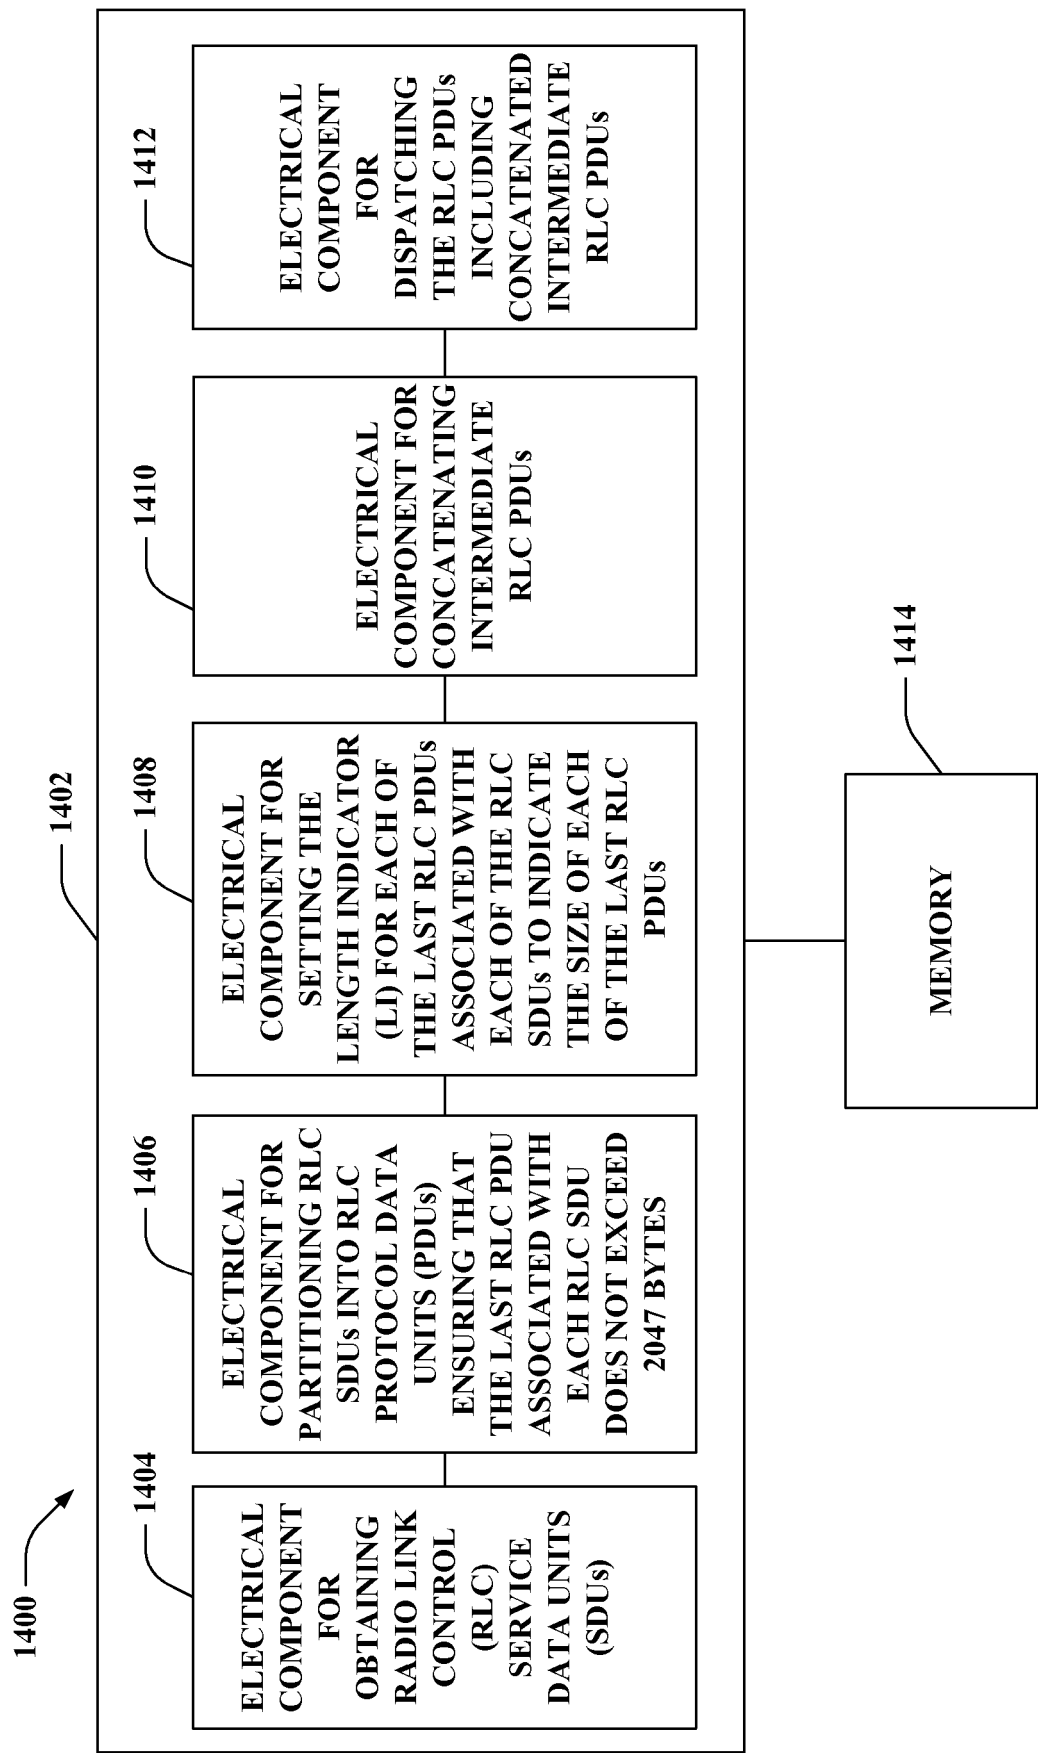 1400
1402
1404
ELECTRICAL
COMPONENT
FOR
OBTAINING
RADIO LINK
CONTROL
(RLC)
SERVICE
DATA UNITS
(SDUs)
1406
ELECTRICAL
COMPONENT FOR
PARTITIONING RLC
SDUs INTO RLC
PROTOCOL DATA
UNITS (PDUs)
ENSURING THAT
THE LAST RLC PDU
ASSOCIATED WITH
EACH RLC SDU
DOES NOT EXCEED
2047 BYTES
1408
ELECTRICAL
COMPONENT FOR
SETTING THE
LENGTH INDICATOR
(LI) FOR EACH OF
THE LAST RLC PDUs
ASSOCIATED WITH
EACH OF THE RLC
SDUs TO INDICATE
THE SIZE OF EACH
OF THE LAST RLC
PDUs
1410
ELECTRICAL
COMPONENT FOR
CONCATENATING
INTERMEDIATE
RLC PDUs
1412
ELECTRICAL
COMPONENT
FOR
DISPATCHING
THE RLC PDUs
INCLUDING
CONCATENATED
INTERMEDIATE
RLC PDUs
1414
MEMORY